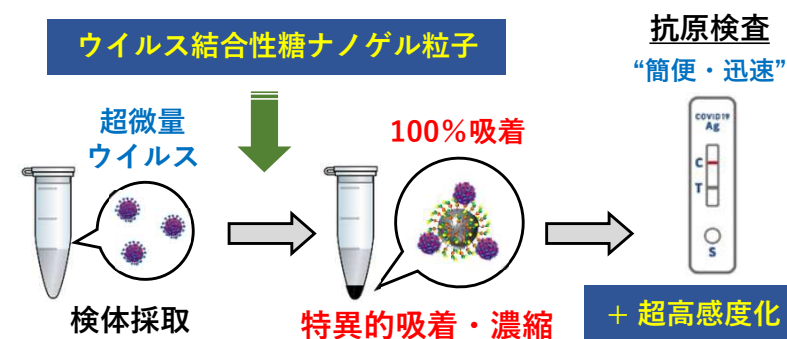 ウイルス結合性糖ナノゲル粒子
抗原検査
“簡便・迅速”
超微量
ウイルス
100%吸着
COVID19
Ag
C
T
S
検体採取
特異的吸着・濃縮
+ 超高感度化